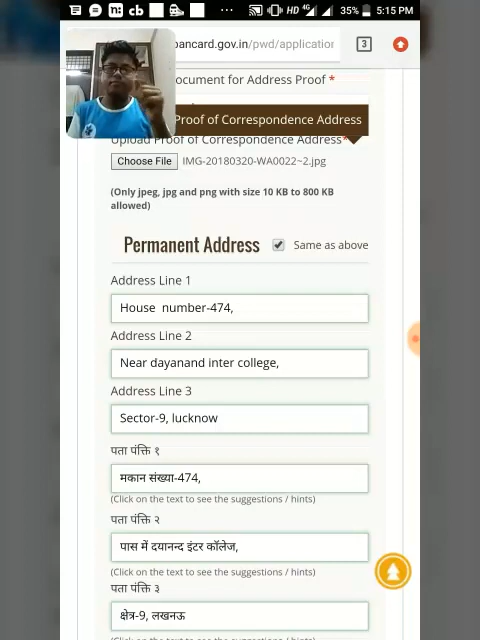 HD 4G 35% 5:15 PM
pancard.gov.in/pwd/application
3
ocument for Address Proof *
Proof of Correspondence Address
Upload Proof of Correspondence Address*
Choose File IMG-20180320-WA0022~2.jpg
(Only jpeg, jpg and png with size 10 KB to 800 KB
allowed)
Permanent Address Same as above
Address Line 1
House number-474,
Address Line 2
Near dayanand inter college,
Address Line 3
Sector-9, lucknow
पता पंक्ति १
मकान संख्या-474,
(Click on the text to see the suggestions / hints)
पता पंक्ति २
पास में दयानन्द इंटर कॉलेज,
(Click on the text to see the suggestions / hints)
पता पंक्ति ३
क्षेत्र-9, लखनऊ